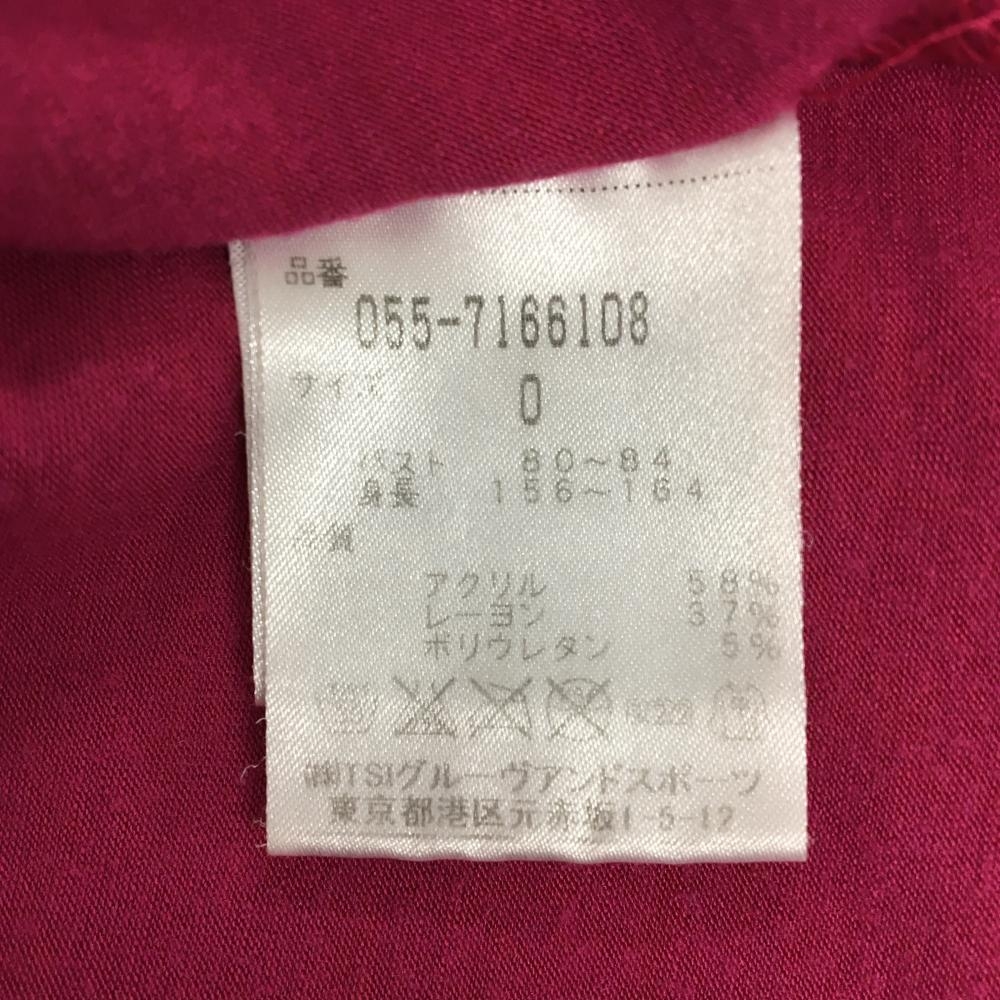 品番
055-7166108
サイズ
0
バスト 80~84
身長 156~164
品質
アクリル 58%
レーヨン 37%
ポリウレタン 5%
㈱TSIグルーヴアンドスポーツ
東京都港区元赤坂1-5-12